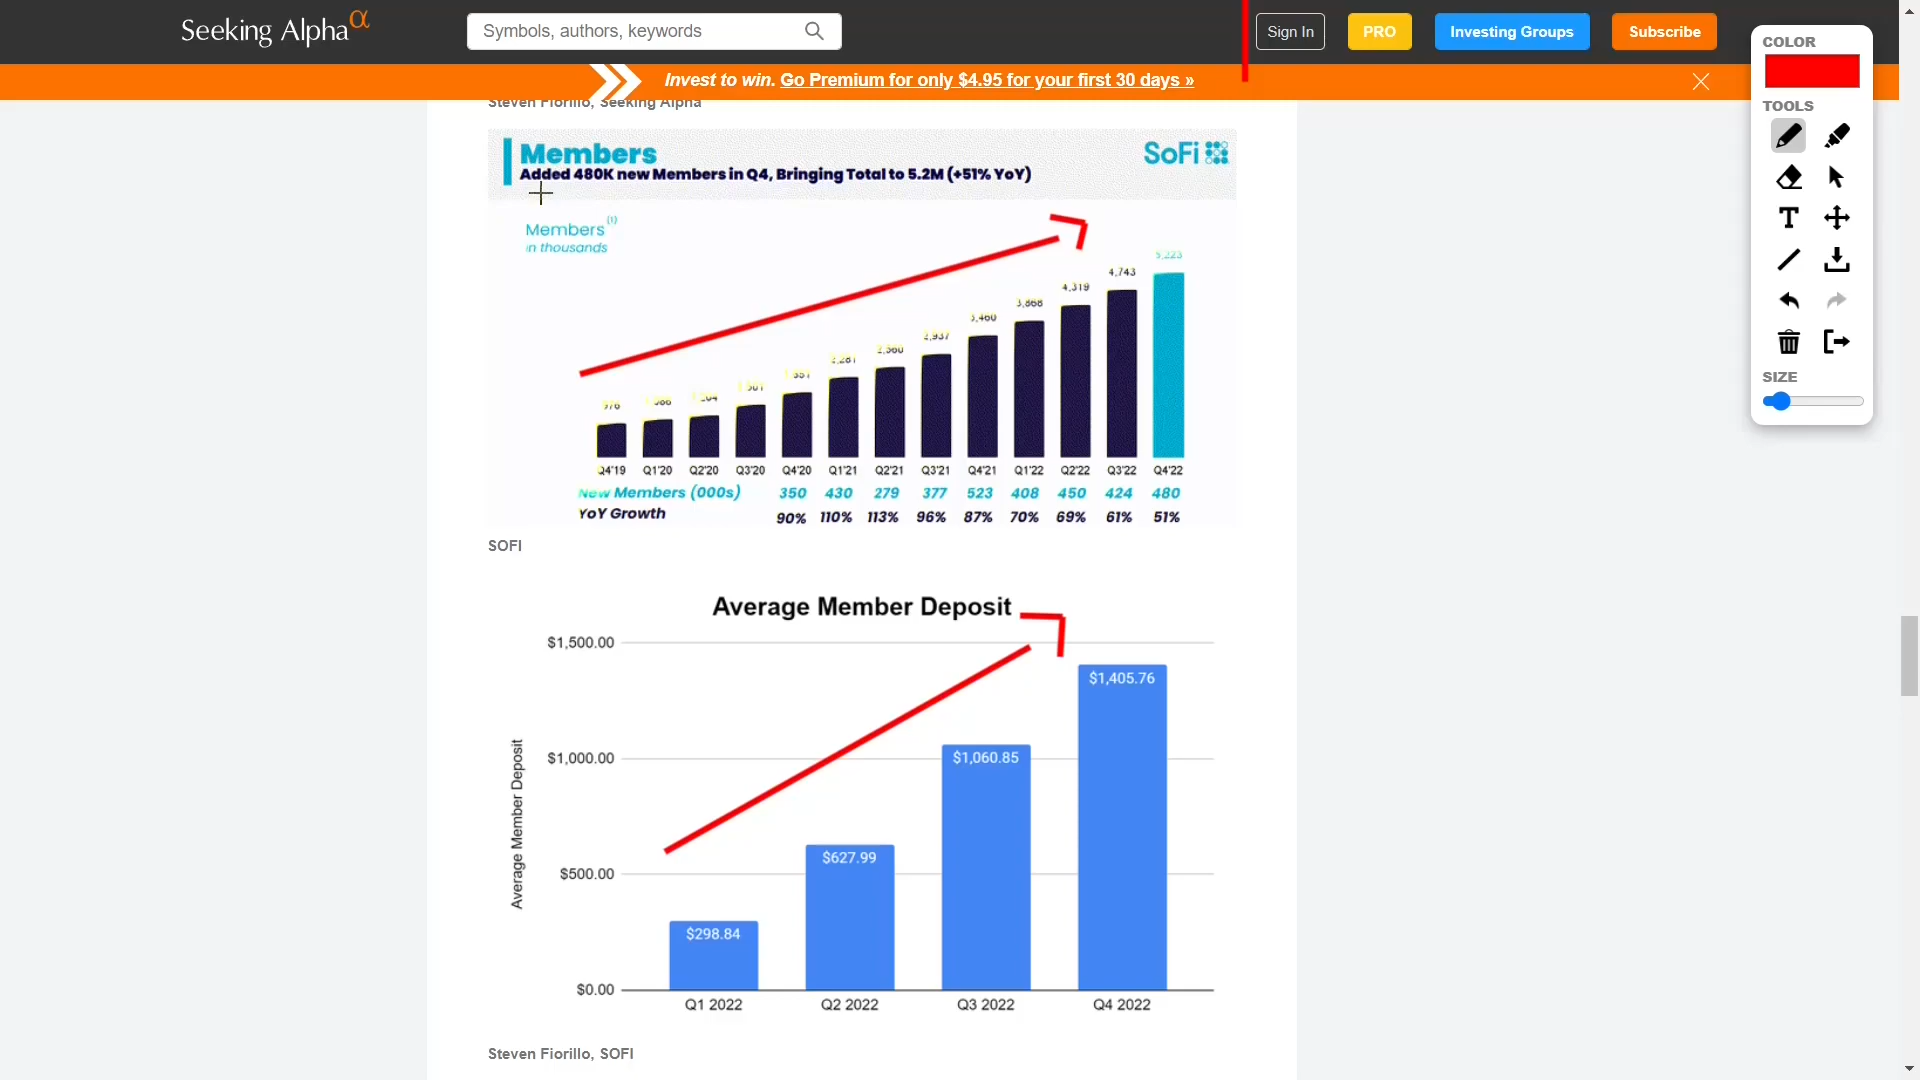 Seeking Alpha α
Symbols, authors, keywords
Sign In
PRO
Investing Groups
Subscribe
Invest to win. Go Premium for only $4.95 for your first 30 days »
COLOR
TOOLS
SIZE
Steven Fiorillo, Seeking Alpha
Members
SoFi
Added 480K new Members in Q4, Bringing Total to 5.2M (+51% YoY)
Members (1)
in thousands
5,223
4,743
4,319
3,868
Q4'19 Q1'20 Q2'20 Q3'20 Q4'20 Q1'21 Q2'21 Q3'21 Q4'21 Q1'22 Q2'22 Q3'22 Q4'22
New Members (000s) 350 430 279 377 523 408 450 424 480
YoY Growth 90% 110% 113% 96% 87% 70% 69% 61% 51%
SOFI
Average Member Deposit
$1,500.00
$1,405.76
$1,000.00
$1,060.85
Average Member Deposit
$627.99
$500.00
$298.84
$0.00
Q1 2022 Q2 2022 Q3 2022 Q4 2022
Steven Fiorillo, SOFI